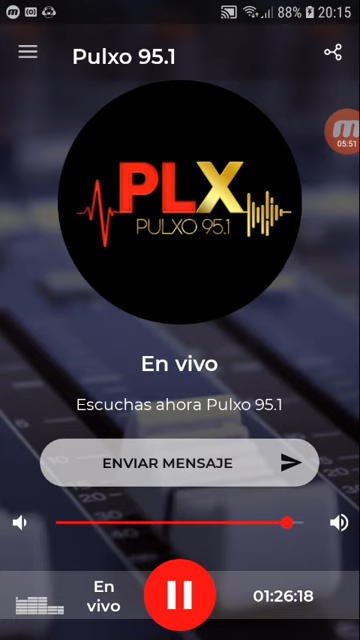 88% 20:15
Pulxo 95.1
05:51
PLX
PULXO 95.1
En vivo
Escuchas ahora Pulxo 95.1
ENVIAR MENSAJE
En
vivo
01:26:18